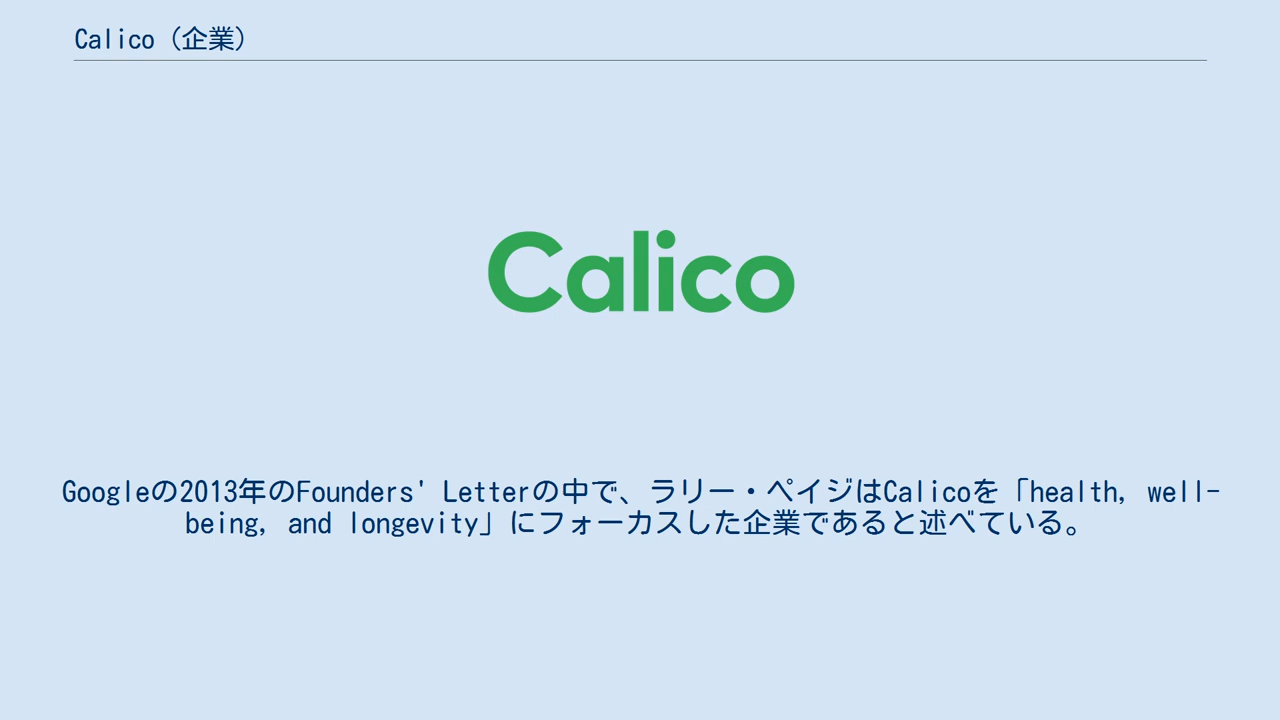 Calico（企業）
Calico
Googleの2013年のFounders' Letterの中で、ラリー・ペイジはCalicoを「health, well-
being, and longevity」にフォーカスした企業であると述べている。